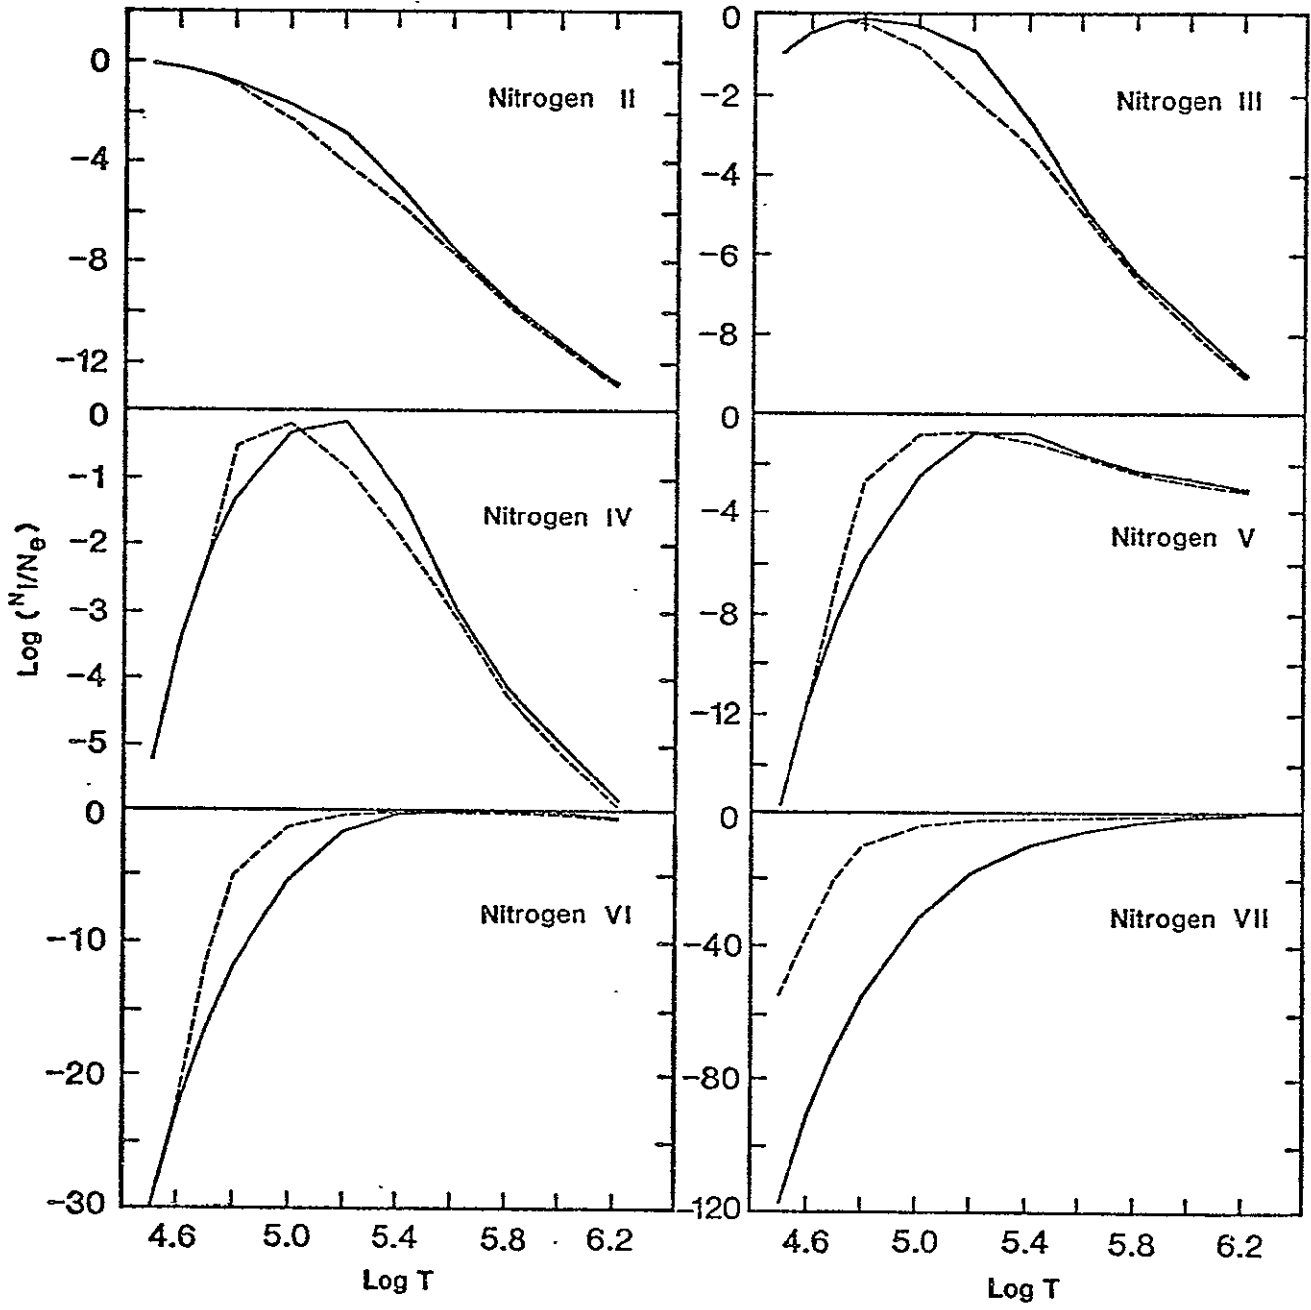 0
-4
-8
-12
Nitrogen II
0
-2
-4
-6
-8
Nitrogen III
0
-1
-2
-3
-4
-5
Nitrogen IV
0
-4
-8
-12
Nitrogen V
Log (NI/Ne)
0
-10
-20
-30
Nitrogen VI
0
-40
-80
-120
Nitrogen VII
4.6 5.0 5.4 5.8 6.2
4.6 5.0 5.4 5.8 6.2
Log T
Log T